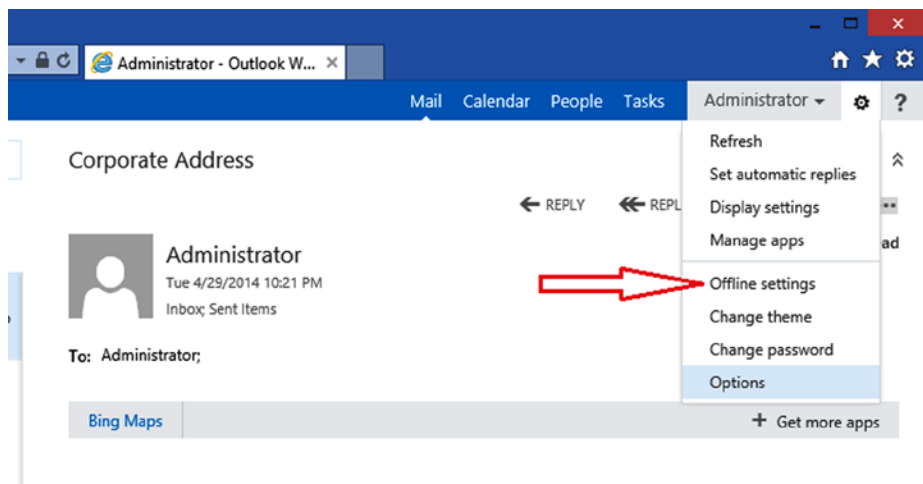 Administrator - Outlook W...
Mail Calendar People Tasks Administrator ?
Corporate Address
REPLY REPL
Administrator
Tue 4/29/2014 10:21 PM
Inbox; Sent Items
To: Administrator;
Bing Maps
+ Get more apps
Refresh
Set automatic replies
Display settings
Manage apps
Offline settings
Change theme
Change password
Options